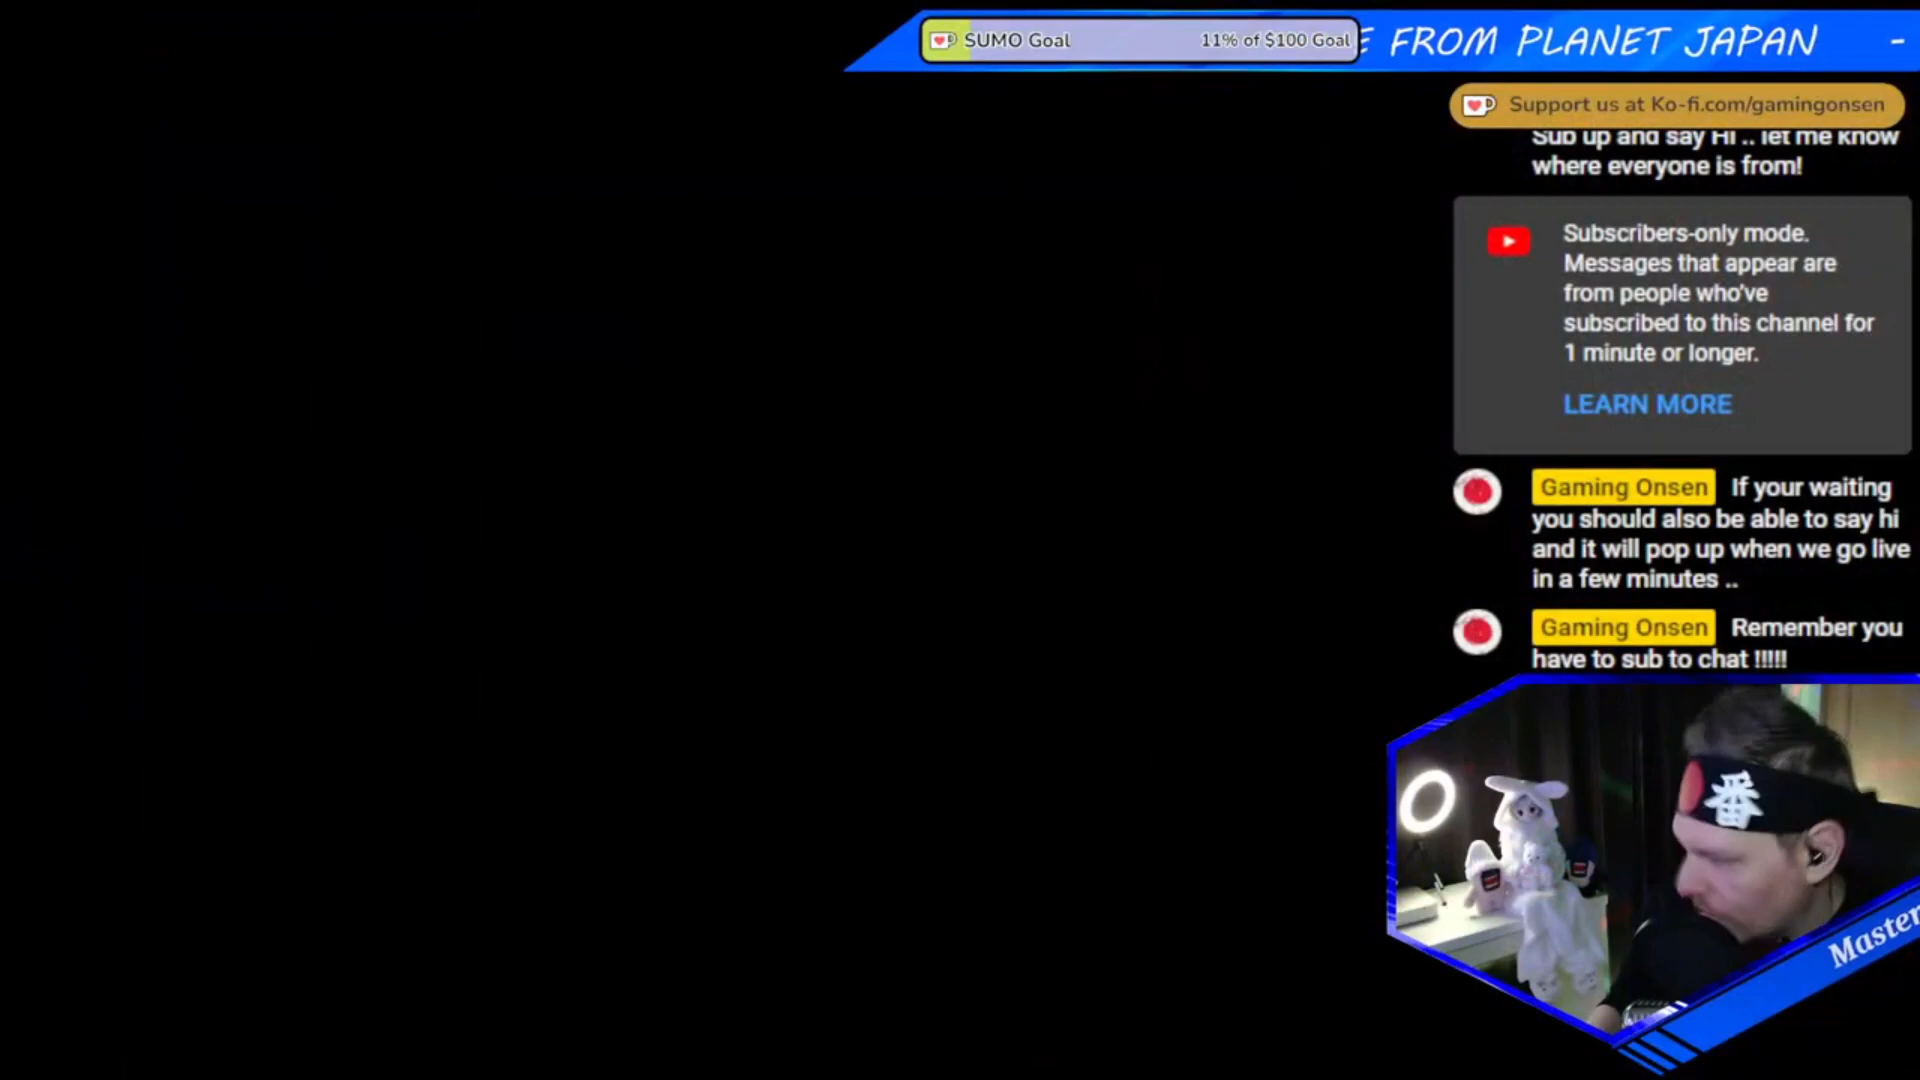 SUMO Goal 11% of $100 Goal
FROM PLANET JAPAN -
Support us at Ko-fi.com/gamingonsen
Sub up and say Hi .. let me know
where everyone is from!
Subscribers-only mode.
Messages that appear are
from people who've
subscribed to this channel for
1 minute or longer.
LEARN MORE
Gaming Onsen If your waiting
you should also be able to say hi
and it will pop up when we go live
in a few minutes ..
Gaming Onsen Remember you
have to sub to chat !!!!!
番
Master